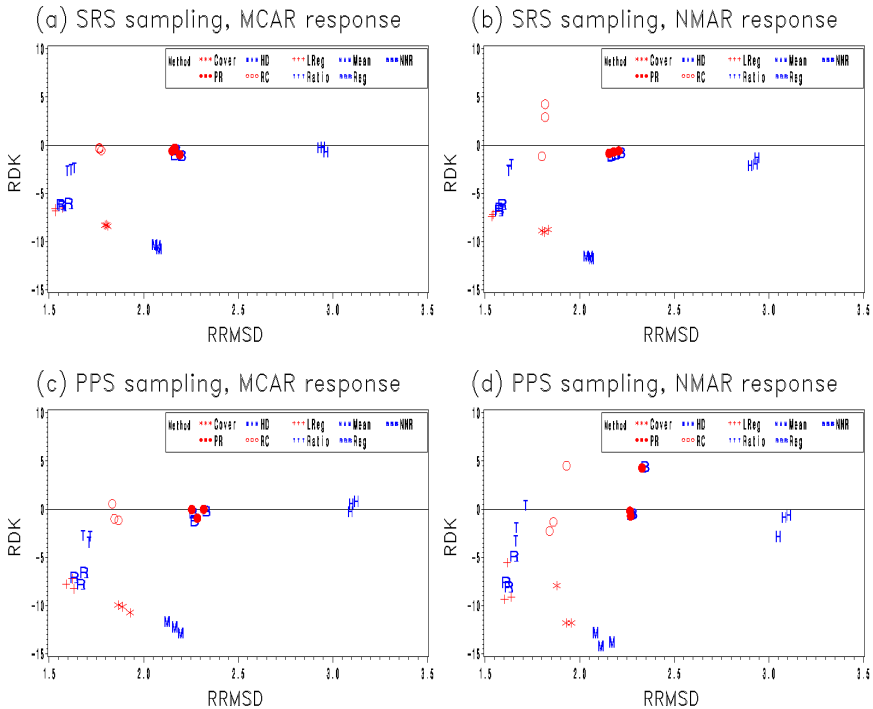 (a) SRS sampling, MCAR response
RDK
10
5
0
-5
-10
-15
Method Cover HD LReg Mean NNR
PR RC Ratio Reg
1.5 2.0 2.5 3.0 3.5
RRMSD
(b) SRS sampling, NMAR response
RDK
10
5
0
-5
-10
-15
Method Cover HD LReg Mean NNR
PR RC Ratio Reg
1.5 2.0 2.5 3.0 3.5
RRMSD
(c) PPS sampling, MCAR response
RDK
10
5
0
-5
-10
-15
Method Cover HD LReg Mean NNR
PR RC Ratio Reg
1.5 2.0 2.5 3.0 3.5
RRMSD
(d) PPS sampling, NMAR response
RDK
10
5
0
-5
-10
-15
Method Cover HD LReg Mean NNR
PR RC Ratio Reg
1.5 2.0 2.5 3.0 3.5
RRMSD